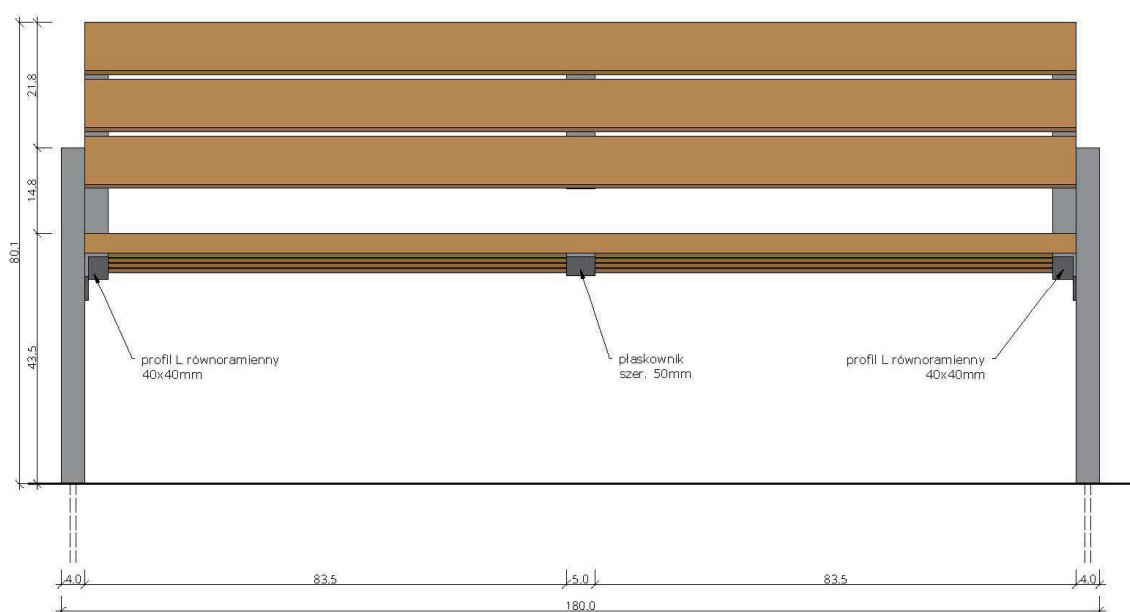 21.8
14.8
80.1
43.5
profil L równoramienny
40x40mm
płaskownik
szer. 50mm
profil L równoramienny
40x40mm
4.0
83.5
5.0
83.5
4.0
180.0